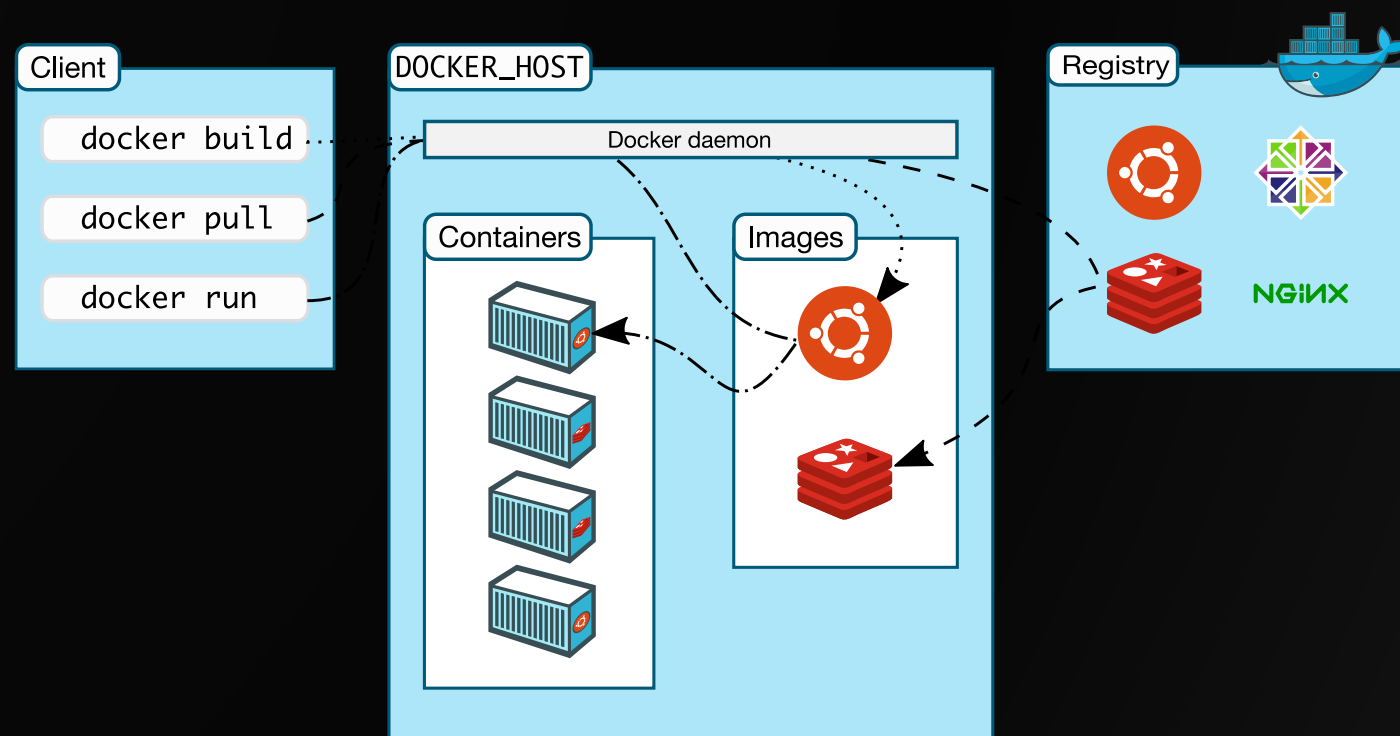 Client
docker build
docker pull
docker run
DOCKER_HOST
Docker daemon
Containers
Images
Registry
NGINX